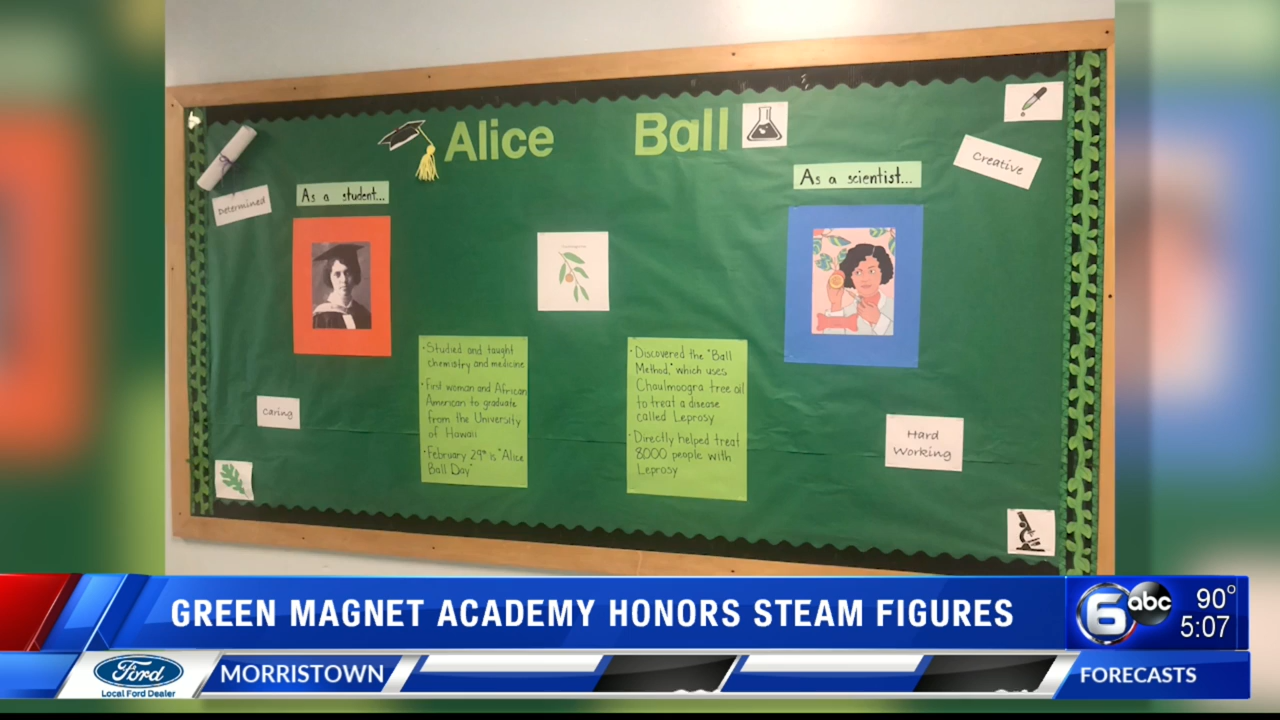 Alice Ball
Creative
Determined
As a student...
As a scientist...
• Studied and taught
chemistry and medicine
• First woman and African
American to graduate
from the University
of Hawaii
• February 29th is "Alice
Ball Day"
• Discovered the "Ball
Method," which uses
Chaulmoogra tree oil
to treat a disease
called Leprosy
• Directly helped treat
8000 people with
Leprosy
Caring
Hard
Working
GREEN MAGNET ACADEMY HONORS STEAM FIGURES
6 abc
90°
5:07
Ford
Local Ford Dealer
MORRISTOWN
FORECASTS